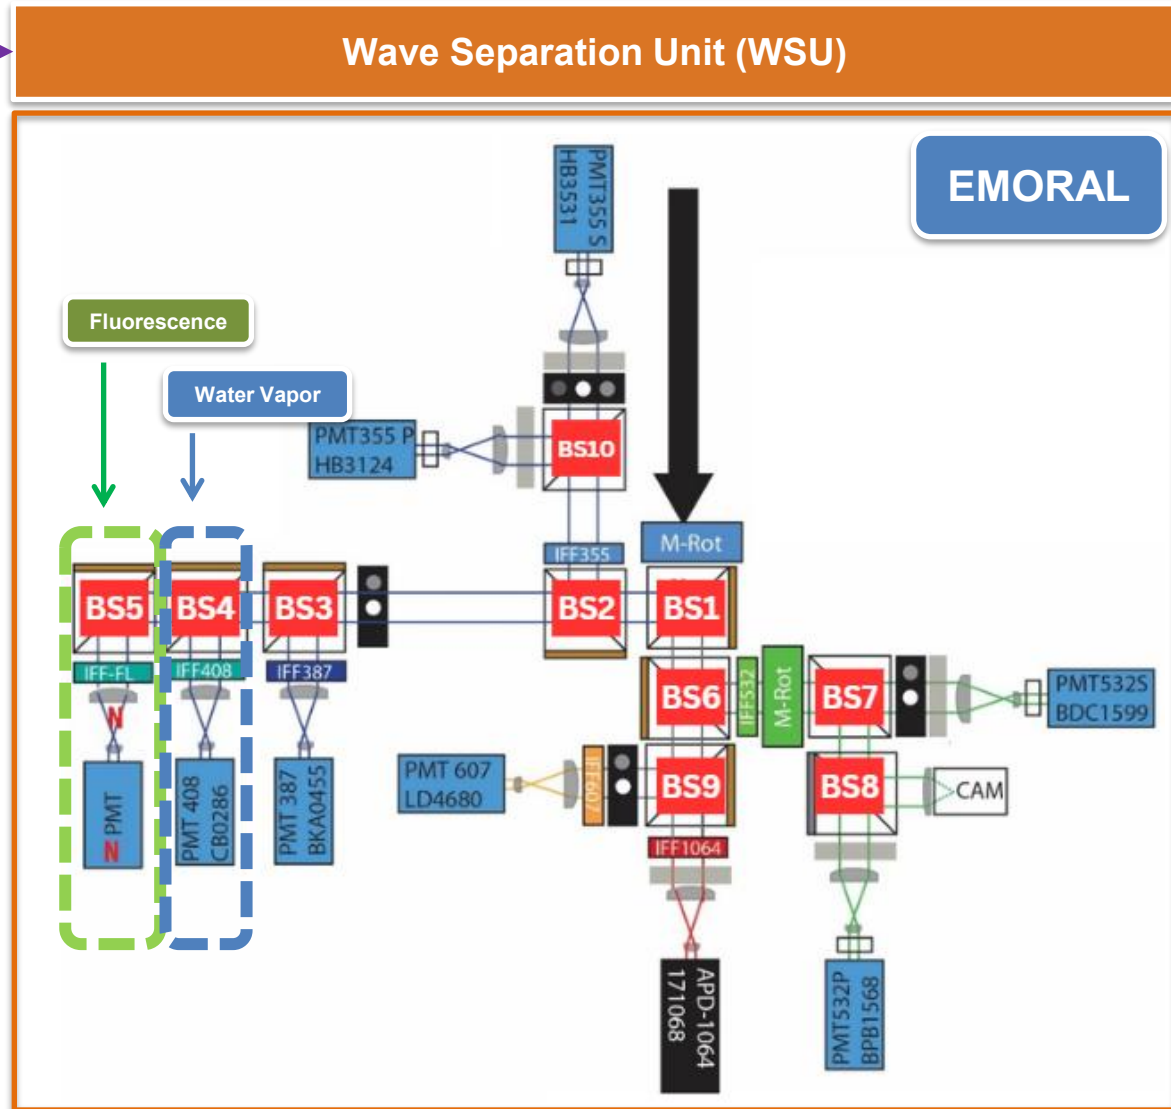 Wave Separation Unit (WSU)
EMORAL
PMT355 S
HB3531
Fluorescence
Water Vapor
PMT355 P
HB3124
BS10
IFF355
M-Rot
BS5
BS4
BS3
BS2
BS1
IFF-FL
IFF408
IFF387
BS6
IFF532
M-Rot
BS7
PMT532S
BDC1599
N
PMT
N
PMT 408
CB0286
PMT 387
BKA0455
PMT 607
LD4680
IFF607
BS9
BS8
CAM
IFF1064
APD-1064
171068
PMT532P
BPB1568